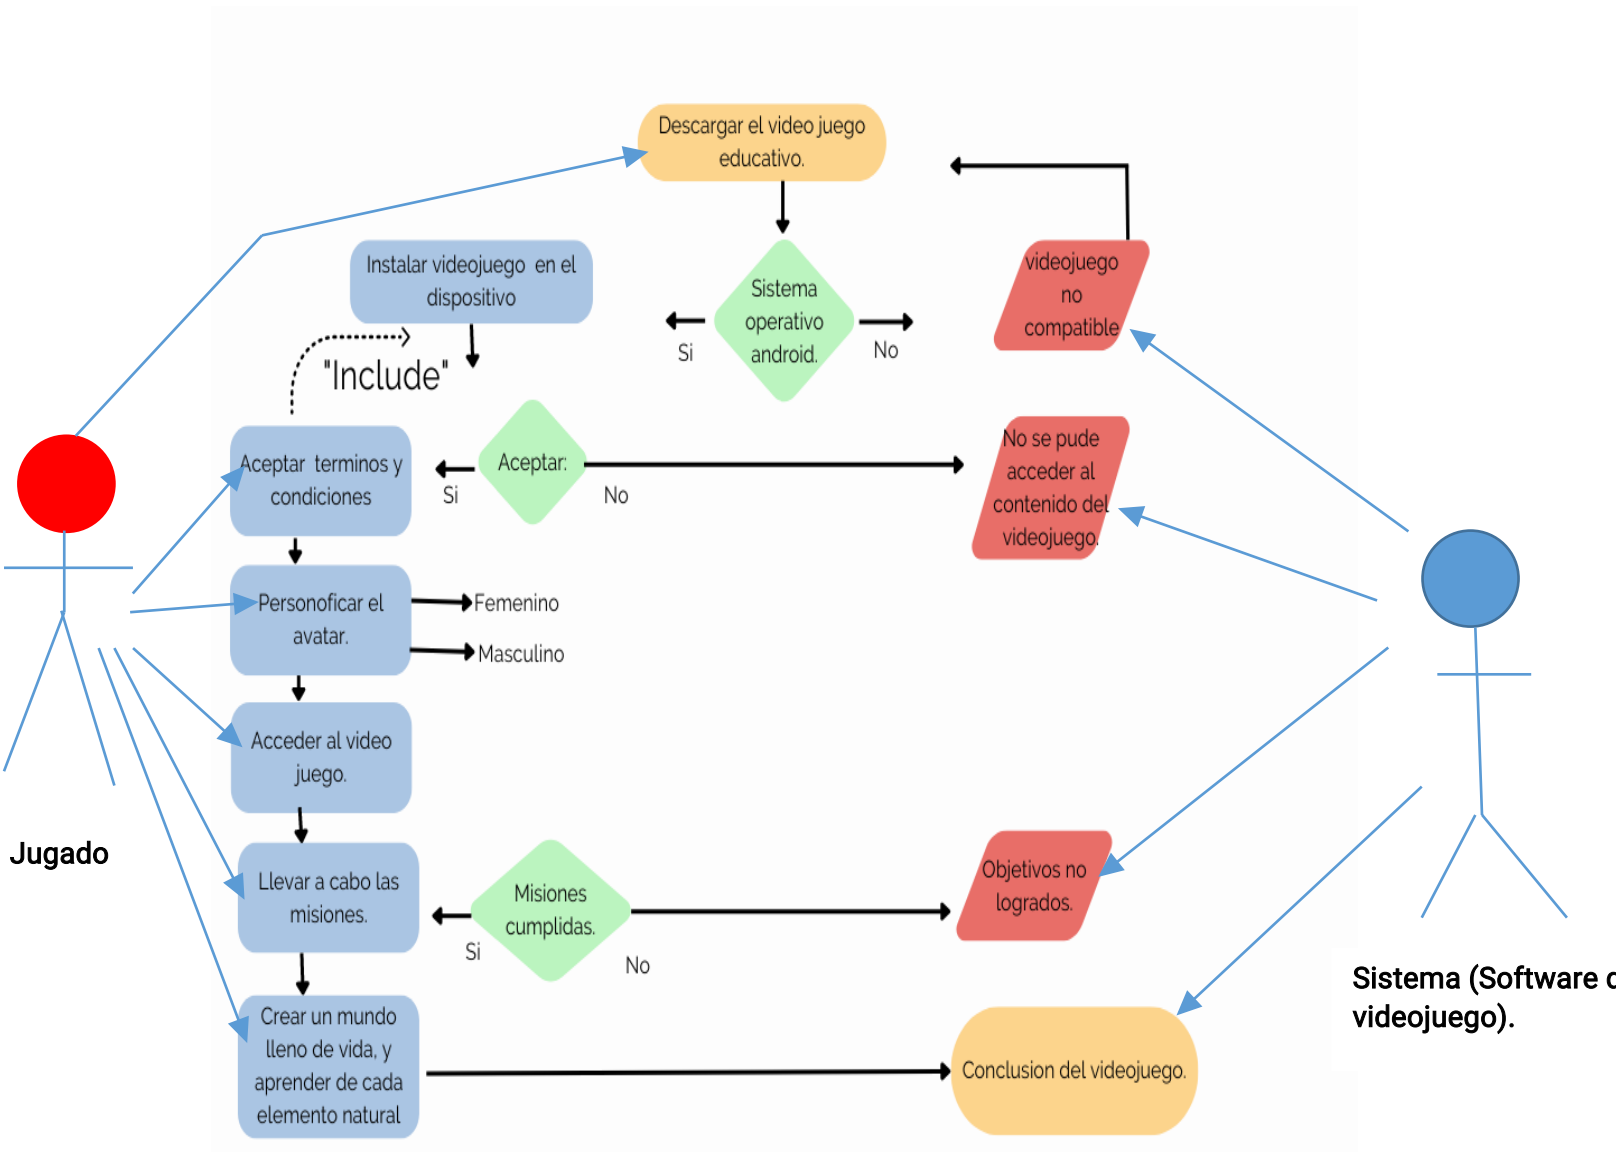 Descargar el video juego
educativo.
Instalar videojuego en el
dispositivo
Sistema
operativo
android.
Si
No
videojuego
no
compatible
"Include"
Aceptar terminos y
condiciones
Aceptar:
Si
No
No se pude
acceder al
contenido del
videojuego.
Personoficar el
avatar.
Femenino
Masculino
Acceder al video
juego.
Jugado
Llevar a cabo las
misiones.
Misiones
cumplidas.
Si
No
Objetivos no
logrados.
Sistema (Software
videojuego).
Crear un mundo
lleno de vida, y
aprender de cada
elemento natural
Conclusion del videojuego.